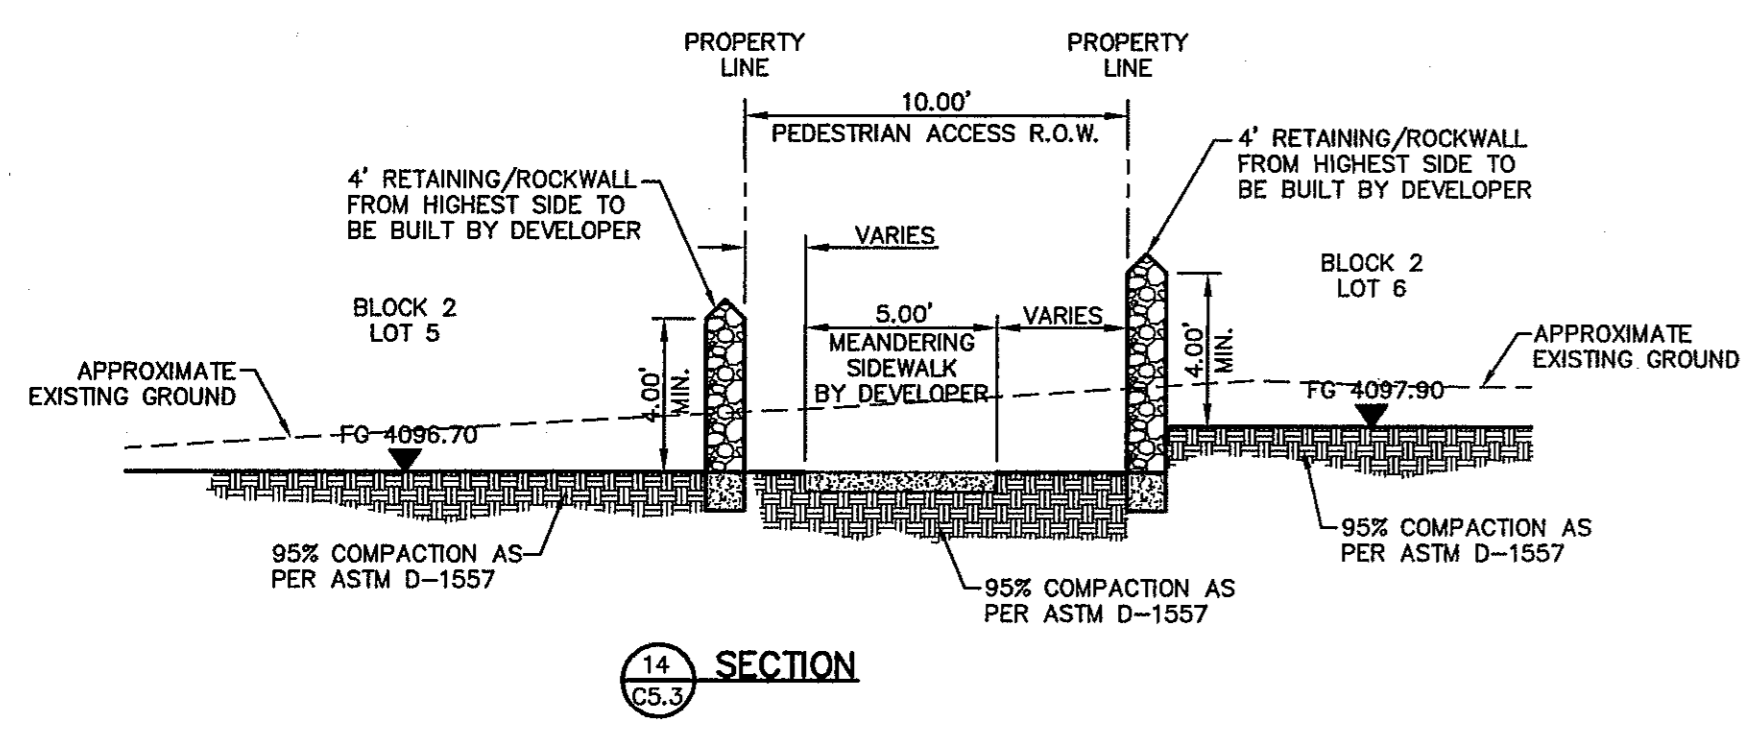 PROPERTY
LINE
PROPERTY
LINE
10.00'
PEDESTRIAN ACCESS R.O.W.
4' RETAINING/ROCKWALL
FROM HIGHEST SIDE TO
BE BUILT BY DEVELOPER
4' RETAINING/ROCKWALL
FROM HIGHEST SIDE TO
BE BUILT BY DEVELOPER
VARIES
BLOCK 2
LOT 5
BLOCK 2
LOT 6
5.00'
MEANDERING
SIDEWALK
BY DEVELOPER
VARIES
4.00'
MIN.
4.00'
MIN.
APPROXIMATE
EXISTING GROUND
APPROXIMATE
EXISTING GROUND
FG 4096.70
FG 4097.90
95% COMPACTION AS
PER ASTM D-1557
95% COMPACTION AS
PER ASTM D-1557
95% COMPACTION AS
PER ASTM D-1557
14
C5.3
SECTION